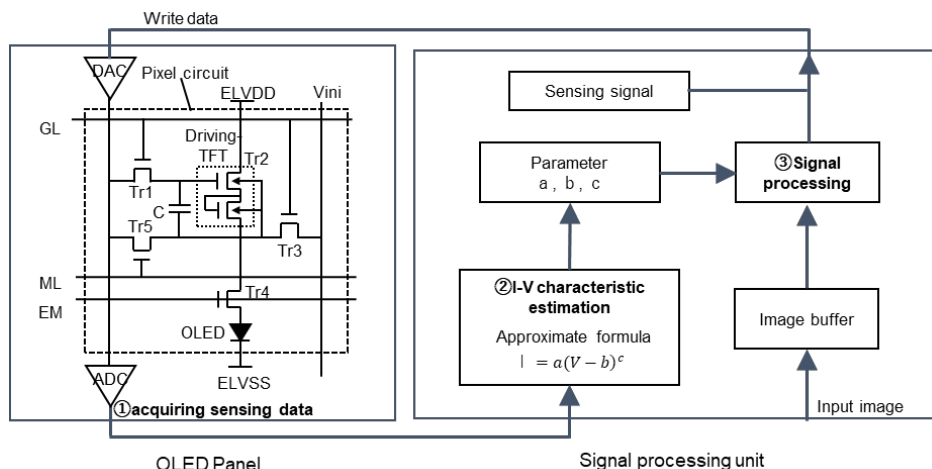 Write data
DAC
Pixel circuit
ELVDD
Vini
GL
Driving-
TFT
Tr2
Tr1
C
Tr5
Tr3
ML
Tr4
EM
OLED
ELVSS
ADC
①acquiring sensing data
OLED Panel
Sensing signal
Parameter
a , b , c
③Signal
processing
②I-V characteristic
estimation
Approximate formula
I = a(V − b)ᶜ
Image buffer
Input image
Signal processing unit